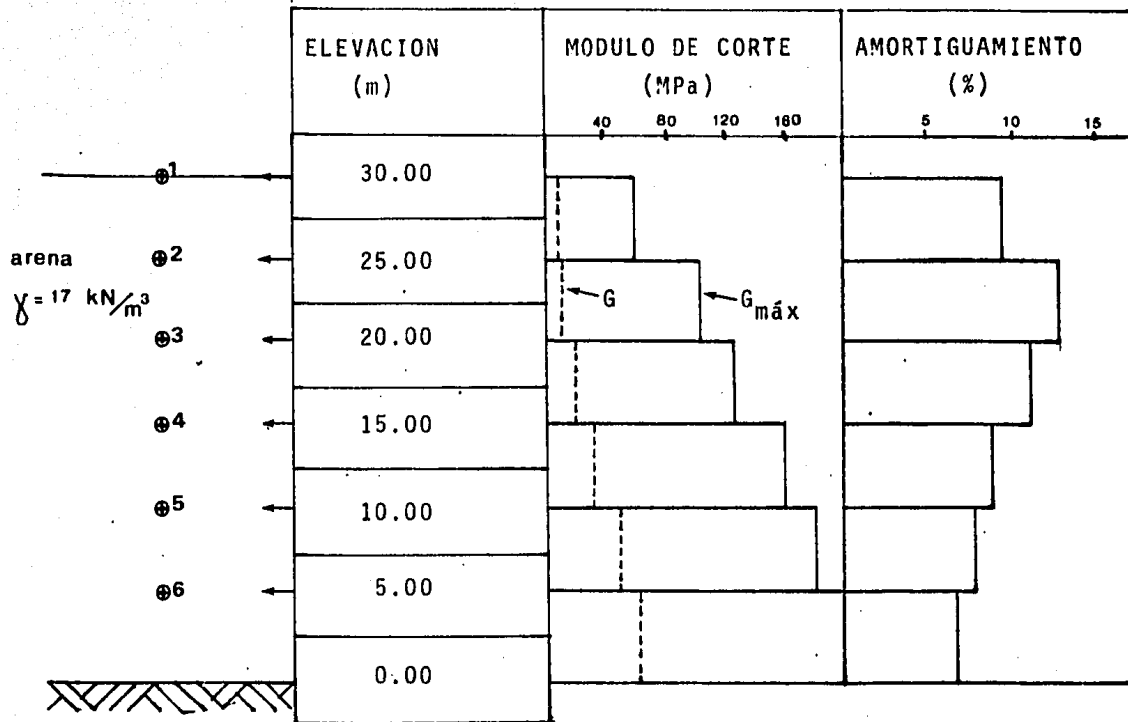 ELEVACION
(m)
MODULO DE CORTE
(MPa)
AMORTIGUAMIENTO
(%)
40 80 120 160
5 10 15
1
30.00
2
25.00
arena
γ = 17 kN/m³
G
Gmáx
3
20.00
4
15.00
5
10.00
6
5.00
0.00